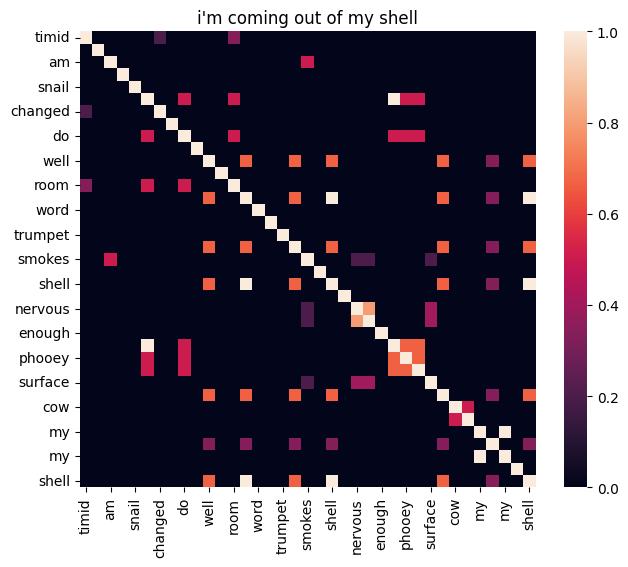 i'm coming out of my shell
timid
am
snail
changed
do
well
room
word
trumpet
smokes
shell
nervous
enough
phooey
surface
cow
my
my
shell
timid
am
snail
changed
do
well
room
word
trumpet
smokes
shell
nervous
enough
phooey
surface
cow
my
my
shell
1.0
0.8
0.6
0.4
0.2
0.0